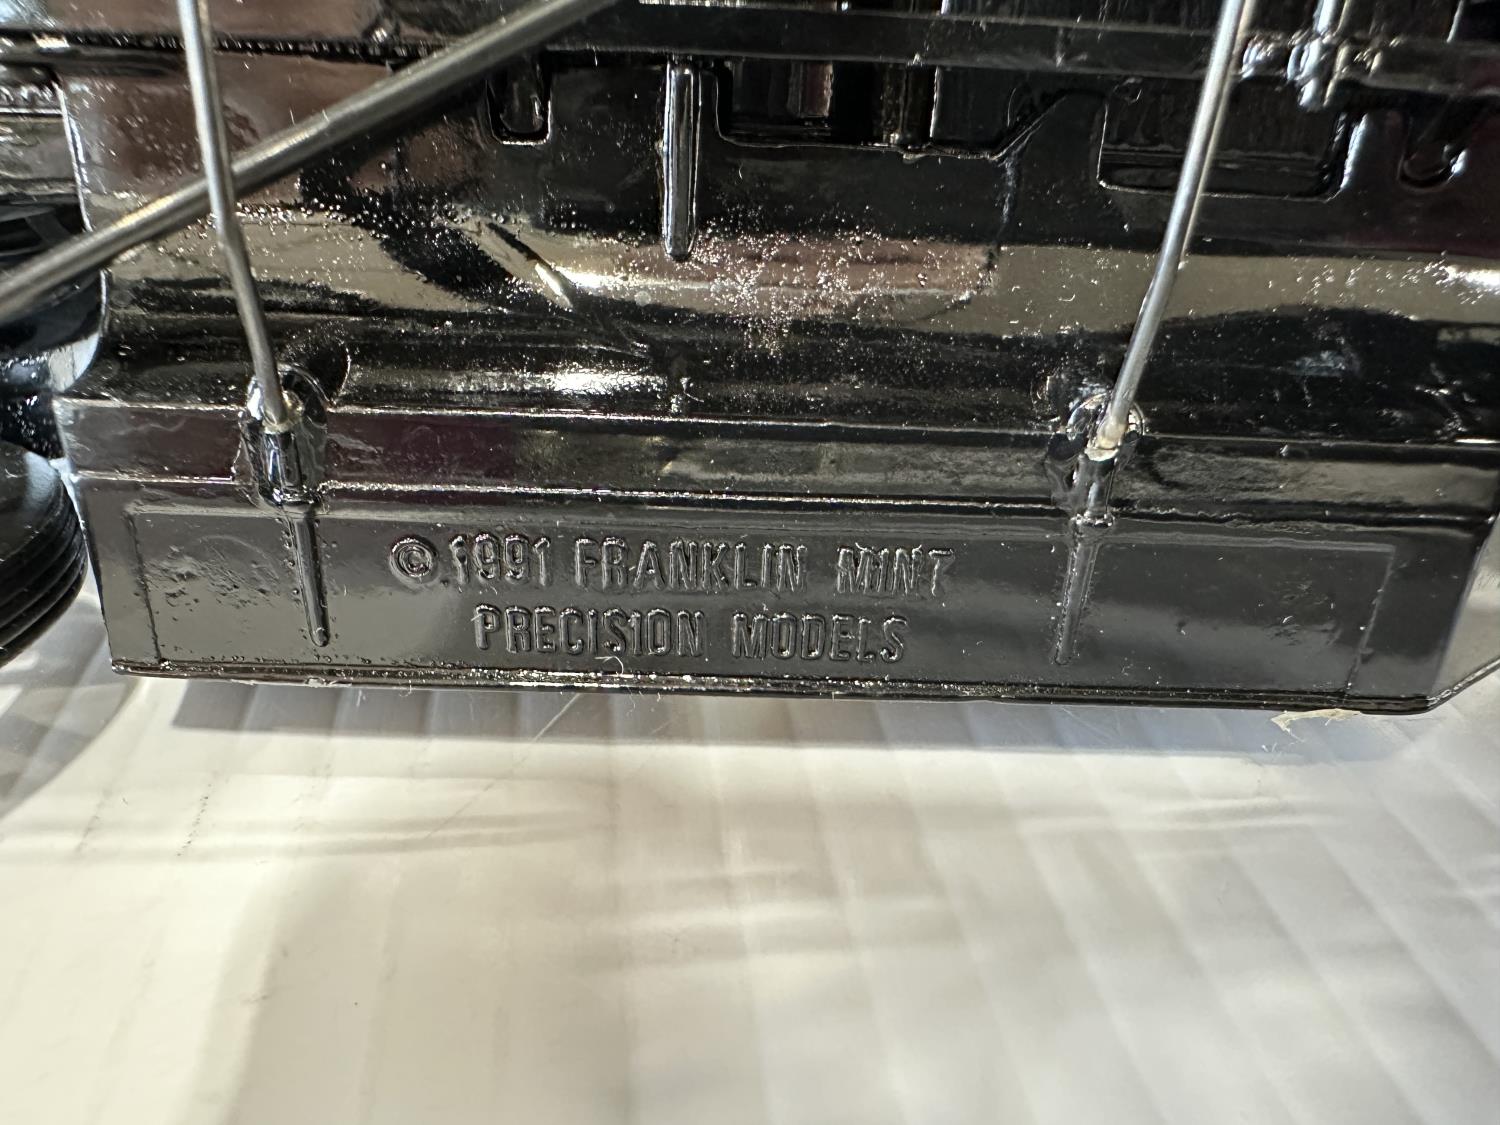 © 1991 FRANKLIN MINT
PRECISION MODELS